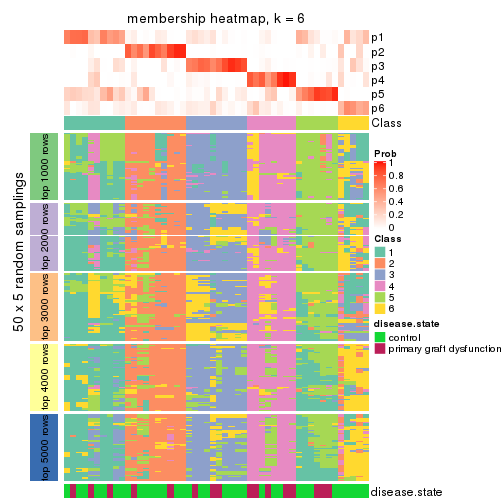 membership heatmap, k = 6
p1
p2
p3
p4
p5
p6
Class
Prob
1
0.8
0.6
0.4
0.2
0
Class
1
2
3
4
5
6
disease.state
control
primary graft dysfunction
50 x 5 random samplings
top 1000 rows
top 2000 rows
top 3000 rows
top 4000 rows
top 5000 rows
disease.state